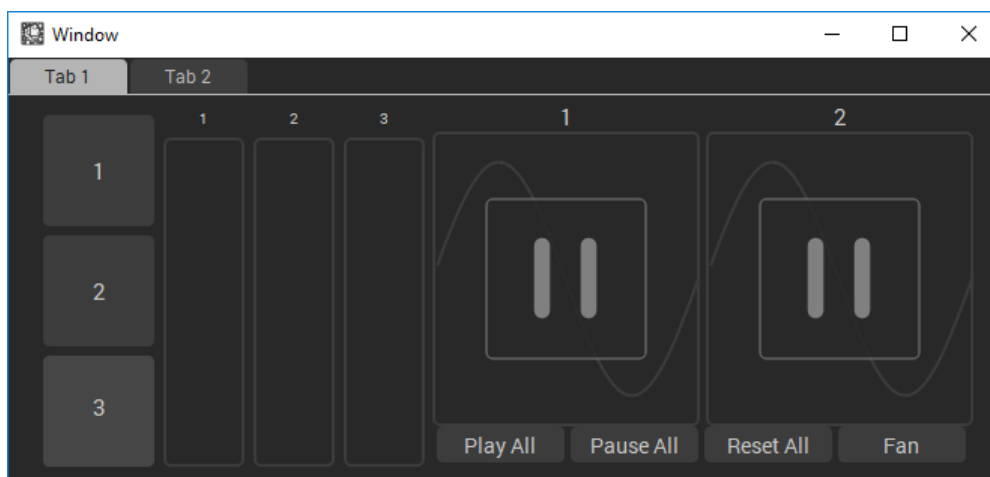 Window
Tab 1 Tab 2
1 2 3 1 2
1
2
3
Play All Pause All Reset All Fan